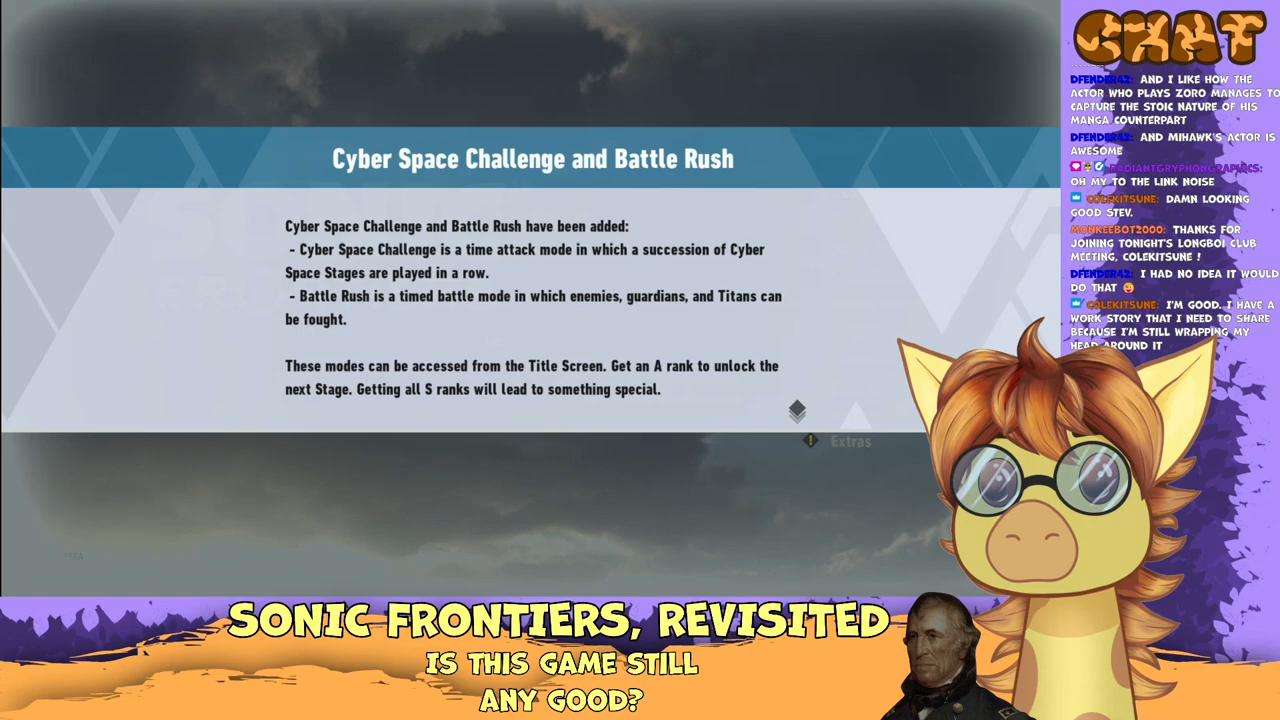 Cyber Space Challenge and Battle Rush
Cyber Space Challenge and Battle Rush have been added:
- Cyber Space Challenge is a time attack mode in which a succession of Cyber
Space Stages are played in a row.
- Battle Rush is a timed battle mode in which enemies, guardians, and Titans can
be fought.
These modes can be accessed from the Title Screen. Get an A rank to unlock the
next Stage. Getting all S ranks will lead to something special.
Extras
SEGA
CHAT
DFENDER42: AND I LIKE HOW THE
ACTOR WHO PLAYS ZORO MANAGES TO
CAPTURE THE STOIC NATURE OF HIS
MANGA COUNTERPART
DFENDER42: AND MIHAWK'S ACTOR IS
AWESOME
RADIANTGRYPHONGRAPHICS:
OH MY TO THE LINK NOISE
COLEKITSUNE: DAMN LOOKING
GOOD STEV.
MONKEEBOT2000: THANKS FOR
JOINING TONIGHT'S LONGBOI CLUB
MEETING, COLEKITSUNE !
DFENDER42: I HAD NO IDEA IT WOULD
DO THAT 😜
COLEKITSUNE: I'M GOOD. I HAVE A
WORK STORY THAT I NEED TO SHARE
BECAUSE I'M STILL WRAPPING MY
HEAD AROUND IT
SONIC FRONTIERS, REVISITED
IS THIS GAME STILL
ANY GOOD?